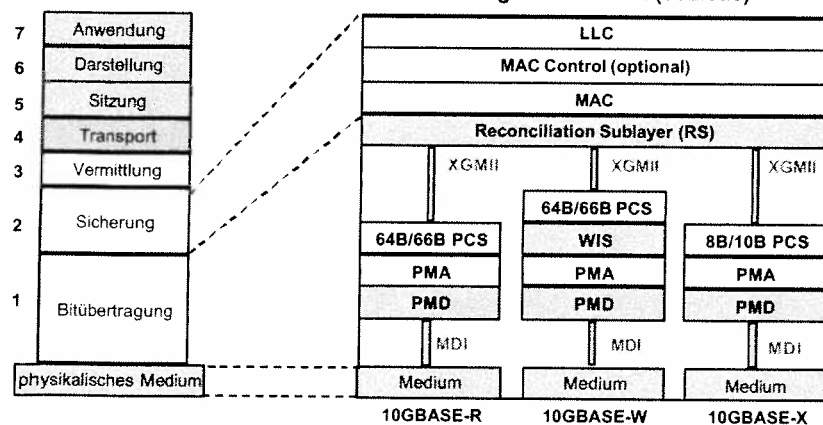 7 Anwendung
6 Darstellung
5 Sitzung
4 Transport
3 Vermittlung
2 Sicherung
1 Bitübertragung
physikalisches Medium
LLC
MAC Control (optional)
MAC
Reconciliation Sublayer (RS)
XGMII XGMII XGMII
64B/66B PCS
64B/66B PCS WIS 8B/10B PCS
PMA PMA PMA
PMD PMD PMD
MDI MDI MDI
Medium Medium Medium
10GBASE-R 10GBASE-W 10GBASE-X